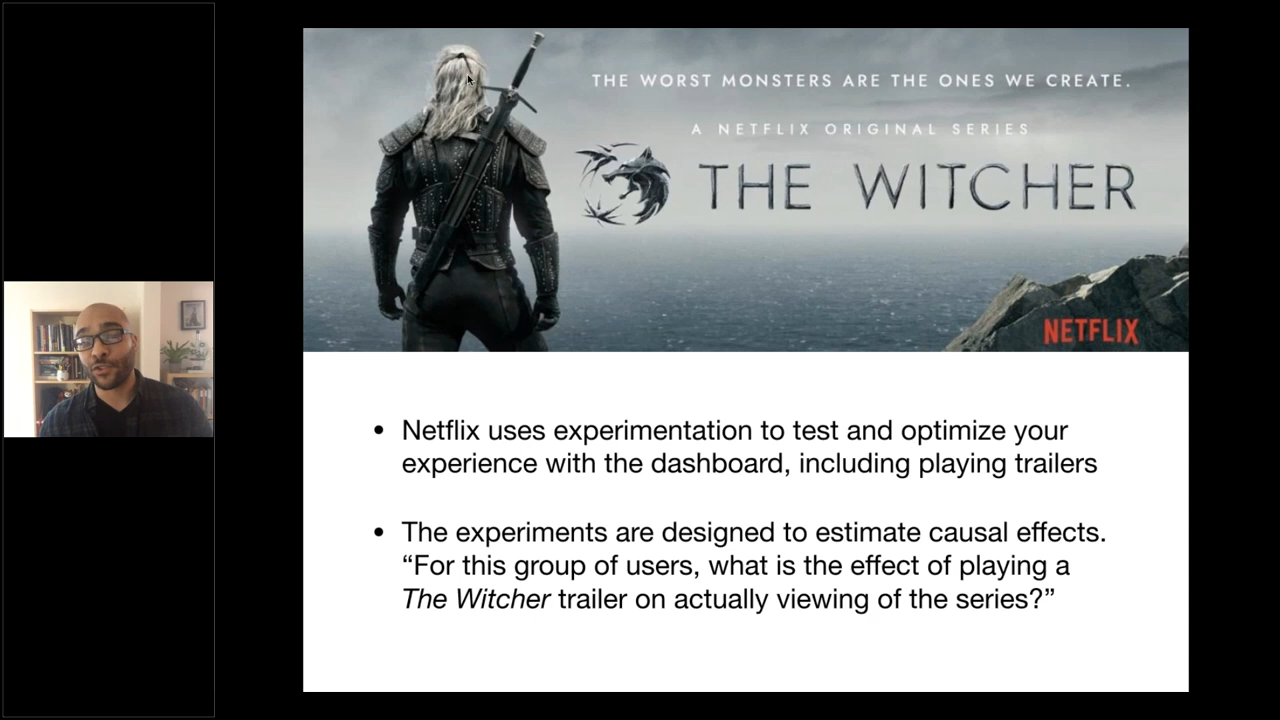 THE WORST MONSTERS ARE THE ONES WE CREATE.
A NETFLIX ORIGINAL SERIES
THE WITCHER
NETFLIX
• Netflix uses experimentation to test and optimize your
experience with the dashboard, including playing trailers
• The experiments are designed to estimate causal effects.
“For this group of users, what is the effect of playing a
The Witcher trailer on actually viewing of the series?”